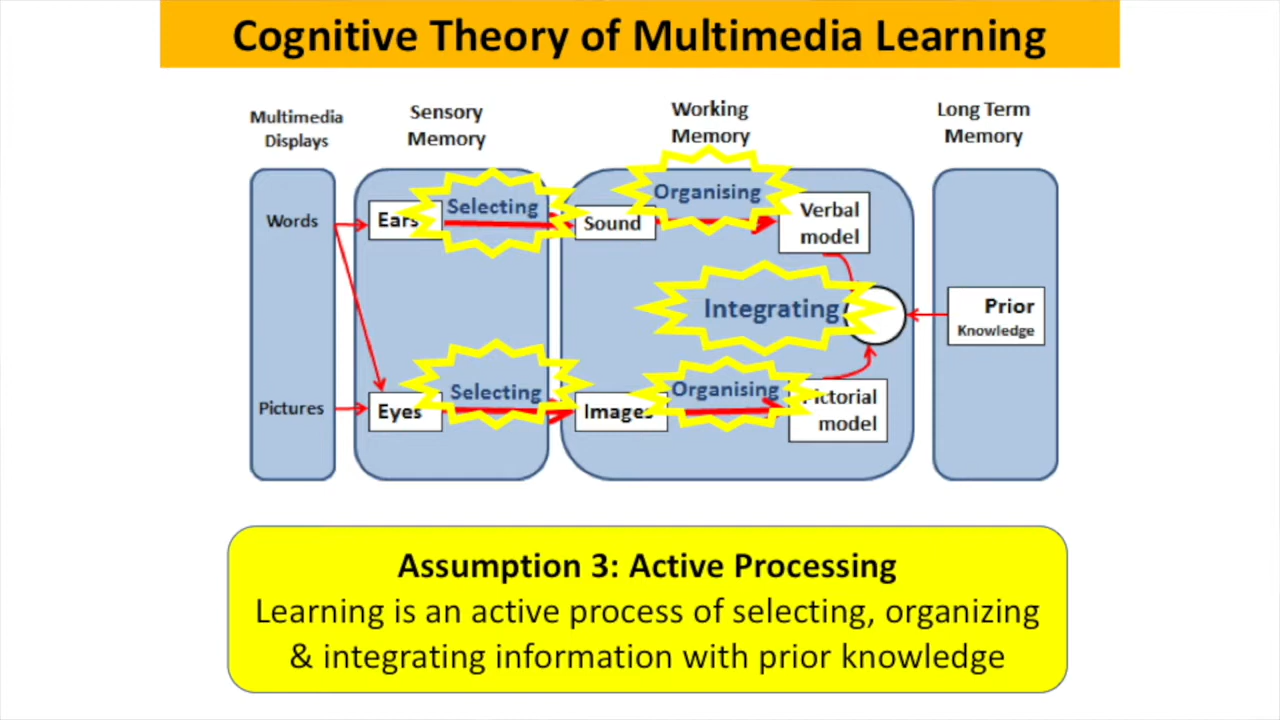 Cognitive Theory of Multimedia Learning
Multimedia
Displays
Sensory
Memory
Working
Memory
Long Term
Memory
Words
Ears
Selecting
Sound
Organising
Verbal
model
Integrating
Prior
Knowledge
Pictures
Eyes
Selecting
Images
Organising
Pictorial
model
Assumption 3: Active Processing
Learning is an active process of selecting, organizing
& integrating information with prior knowledge